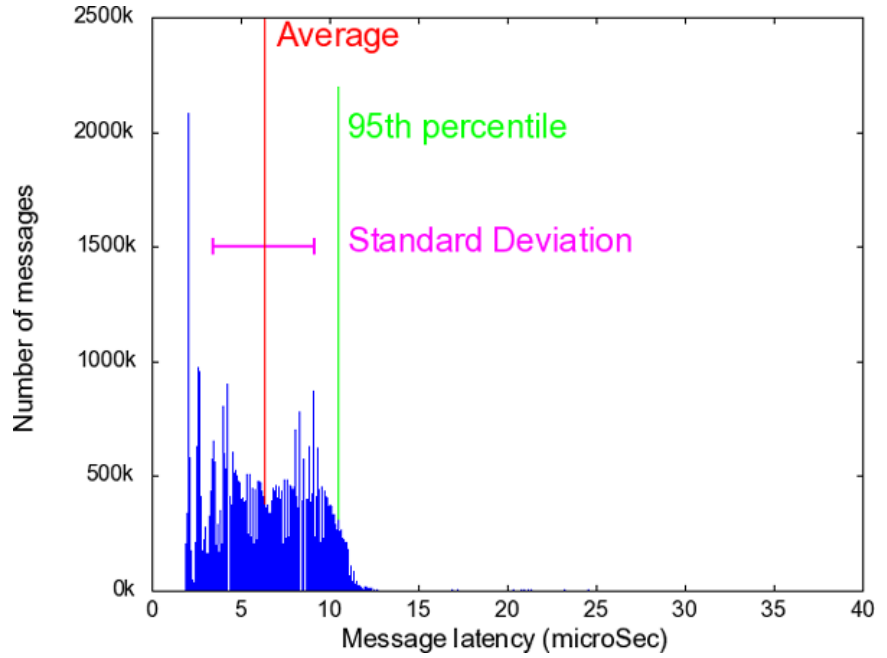 2500k
Average
2000k
95th percentile
1500k
Standard Deviation
Number of messages
1000k
500k
0k
0 5 10 15 20 25 30 35 40
Message latency (microSec)